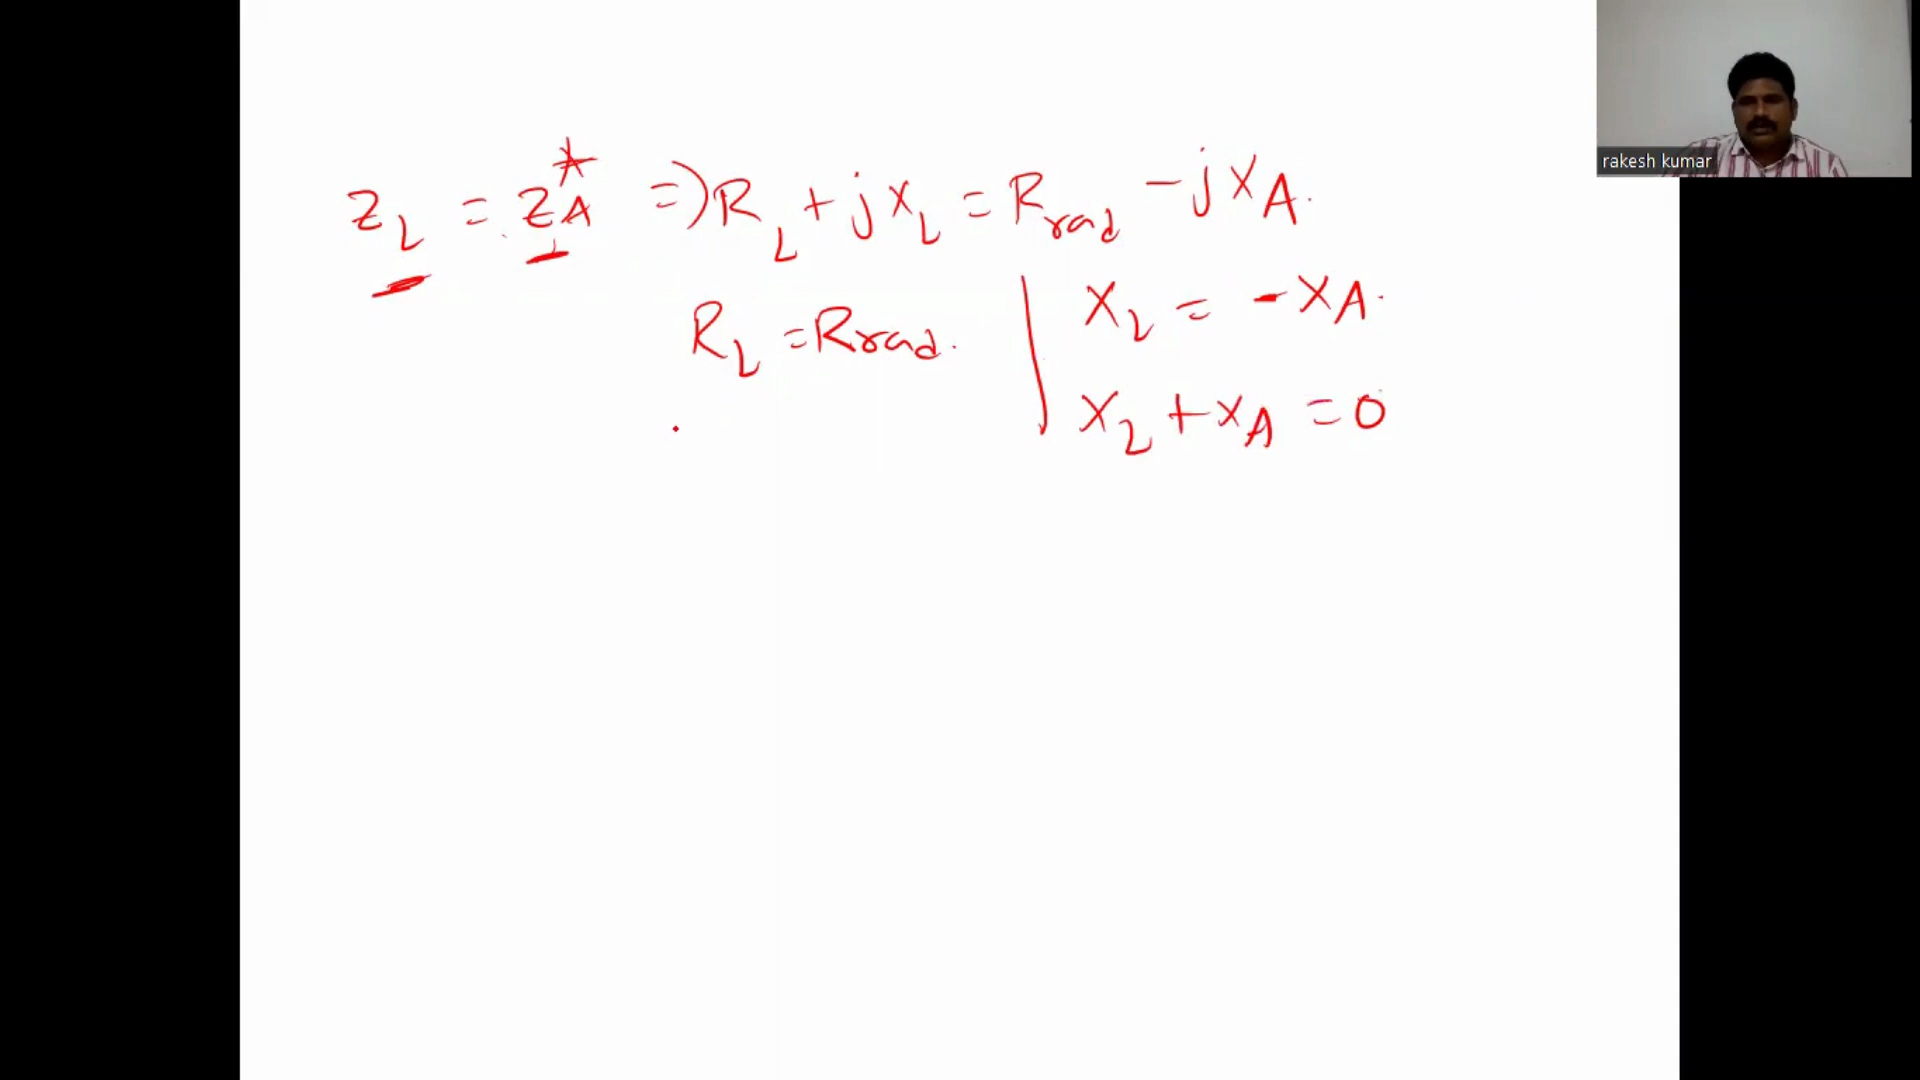 Z_L = Z_A^* => R_L + jX_L = R_rad - jX_A.
R_L = R_rad.
X_L = -X_A.
X_L + X_A = 0
rakesh kumar